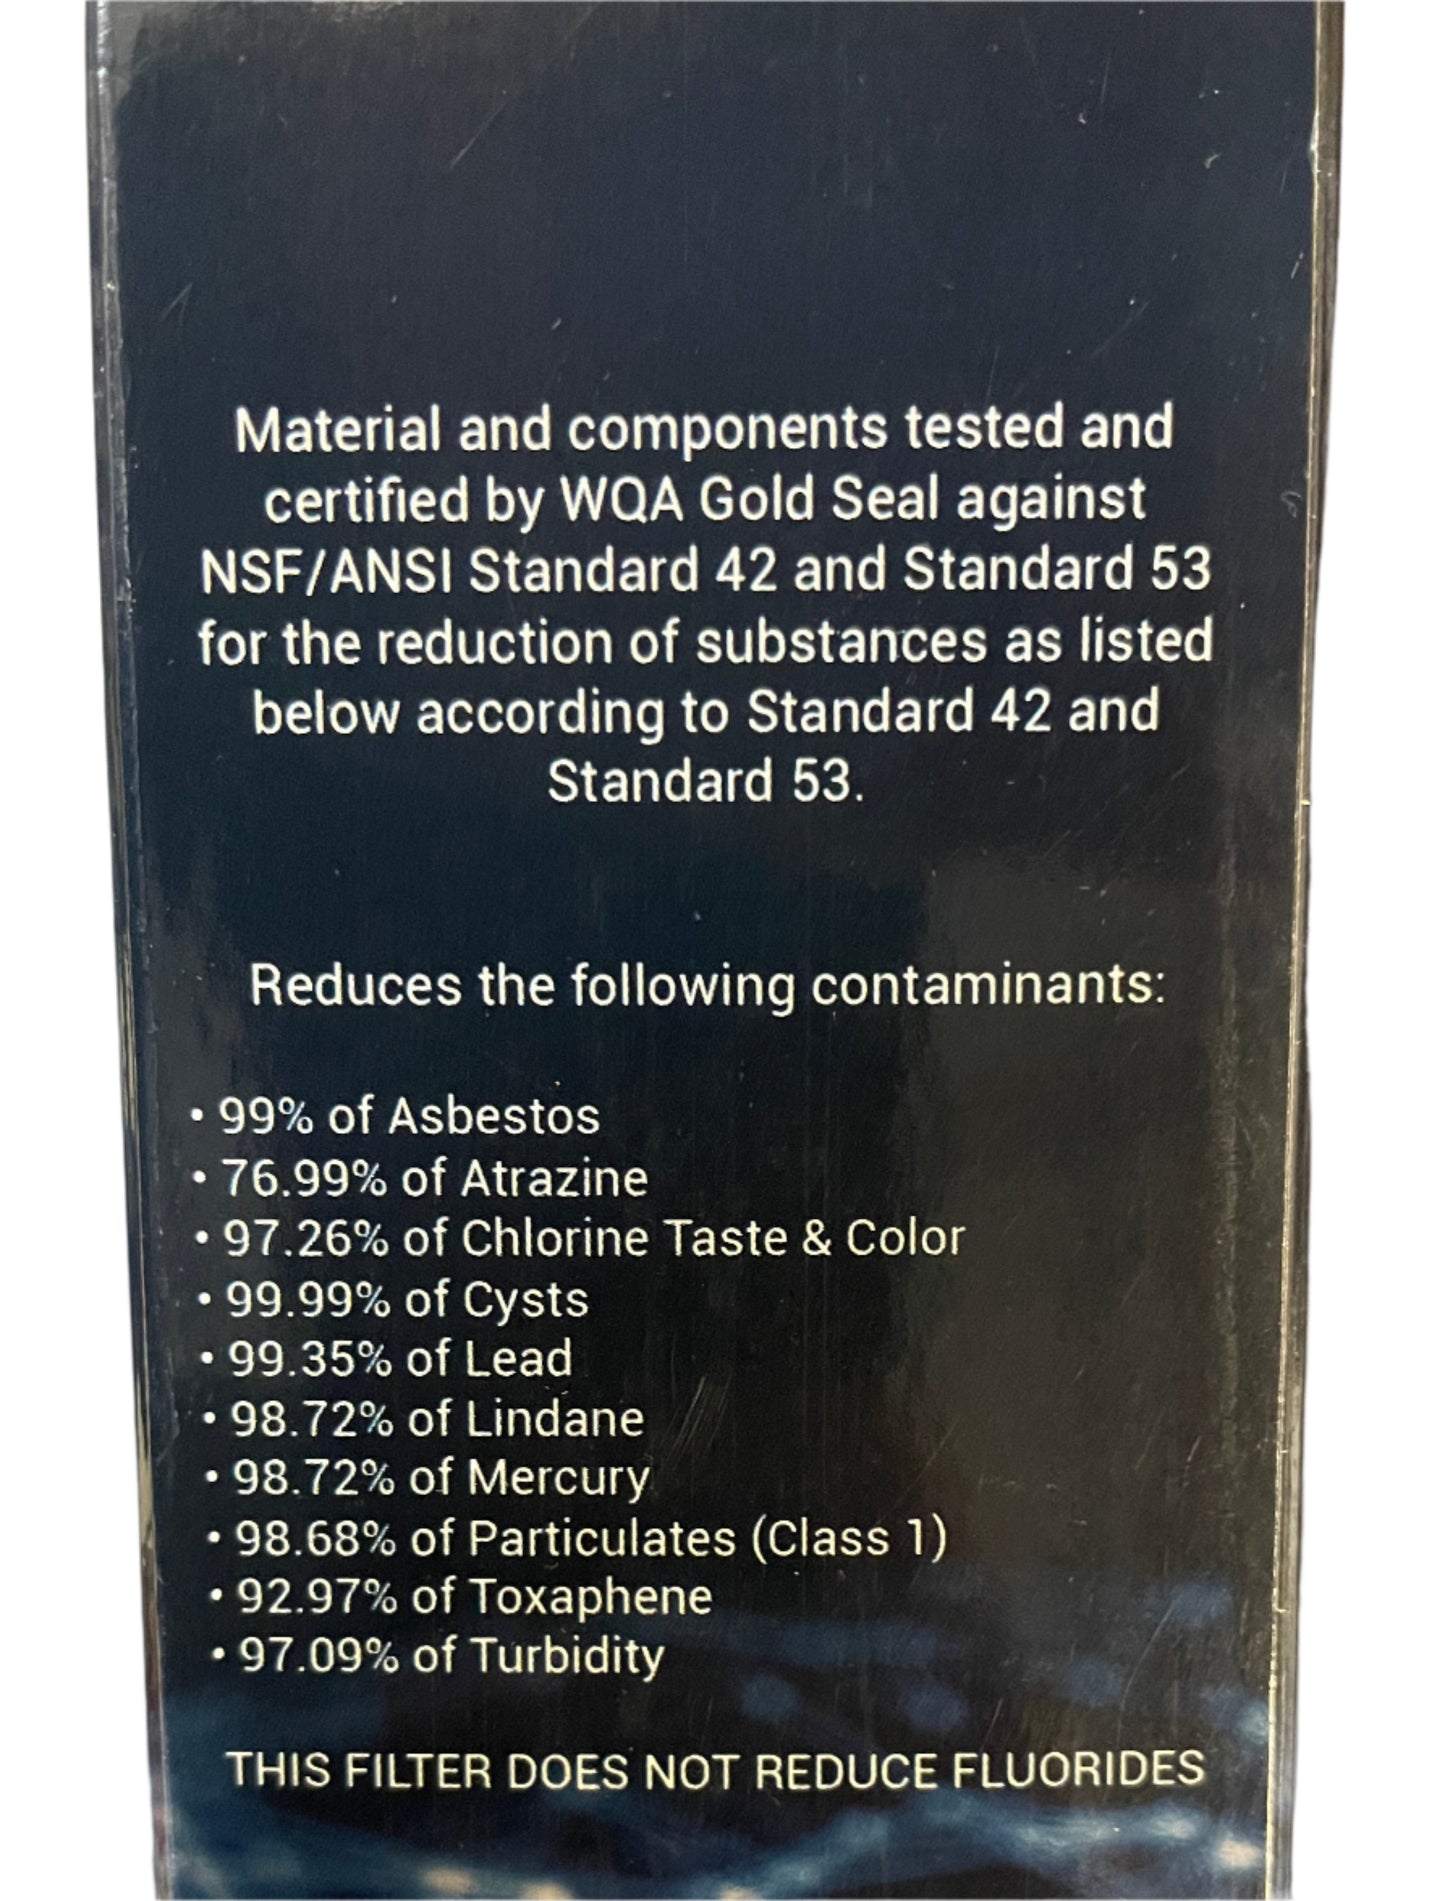 Material and components tested and
certified by WQA Gold Seal against
NSF/ANSI Standard 42 and Standard 53
for the reduction of substances as listed
below according to Standard 42 and
Standard 53.
Reduces the following contaminants:
• 99% of Asbestos
• 76.99% of Atrazine
• 97.26% of Chlorine Taste & Color
• 99.99% of Cysts
• 99.35% of Lead
• 98.72% of Lindane
• 98.72% of Mercury
• 98.68% of Particulates (Class 1)
• 92.97% of Toxaphene
• 97.09% of Turbidity
THIS FILTER DOES NOT REDUCE FLUORIDES